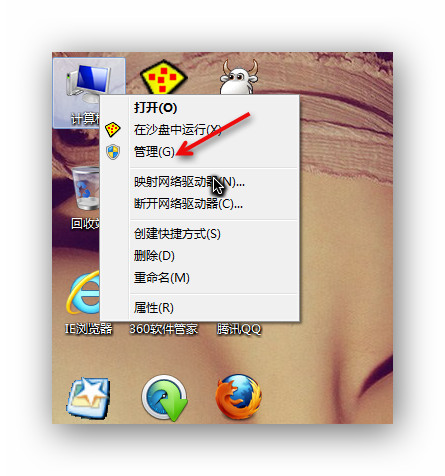 计算机
打开(O)
在沙盘中运行(X)
管理(G)
映射网络驱动器(N)...
断开网络驱动器(C)...
创建快捷方式(S)
删除(D)
重命名(M)
属性(R)
回收站
IE浏览器
360软件管家
腾讯QQ